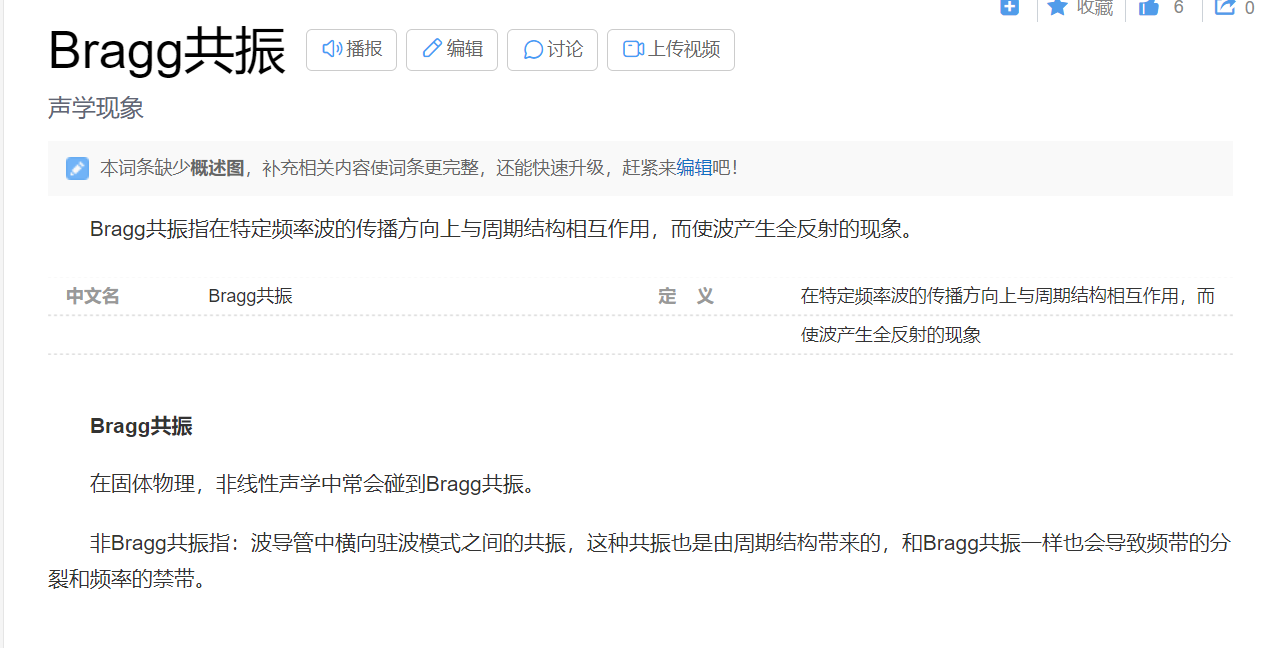 收藏 6 0
Bragg共振 播报 编辑 讨论 上传视频
声学现象
本词条缺少概述图，补充相关内容使词条更完整，还能快速升级，赶紧来编辑吧！
Bragg共振指在特定频率波的传播方向上与周期结构相互作用，而使波产生全反射的现象。
中文名 Bragg共振 定 义 在特定频率波的传播方向上与周期结构相互作用，而
使波产生全反射的现象
Bragg共振
在固体物理，非线性声学中常会碰到Bragg共振。
非Bragg共振指：波导管中横向驻波模式之间的共振，这种共振也是由周期结构带来的，和Bragg共振一样也会导致频带的分
裂和频率的禁带。